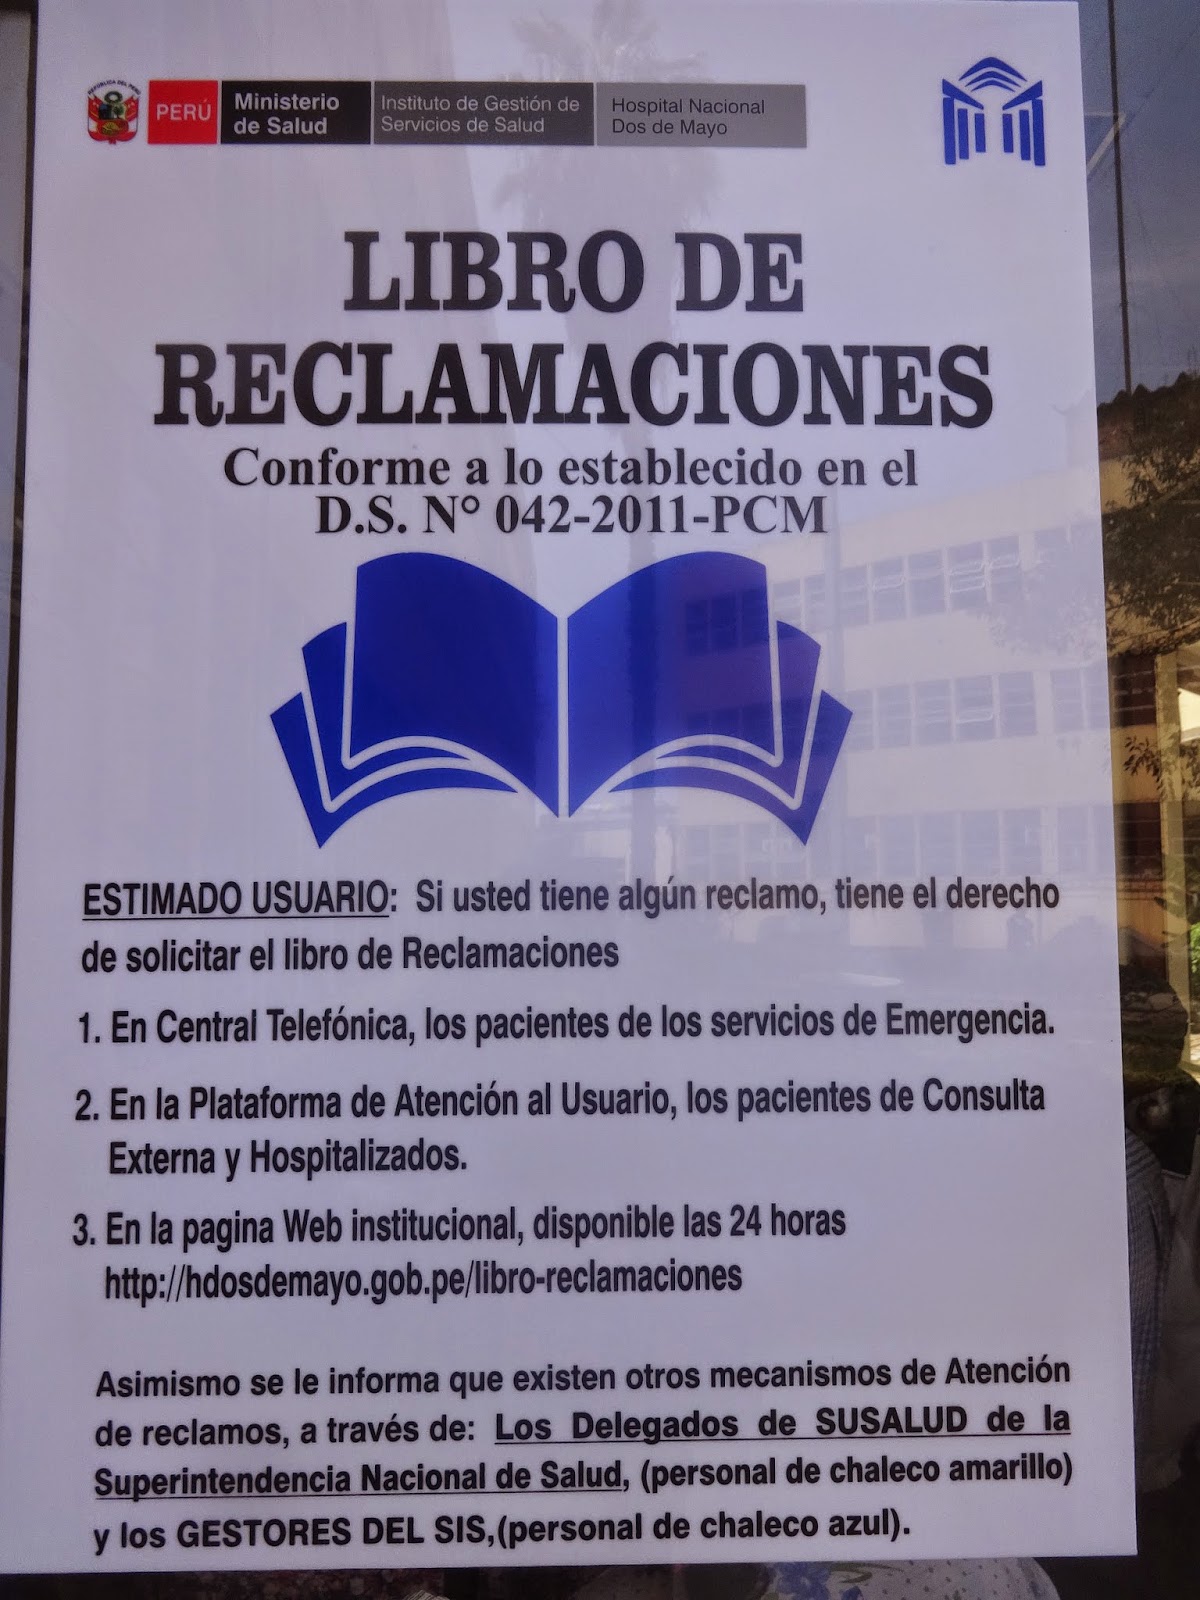 REPÚBLICA DEL PERÚ
PERÚ
Ministerio
de Salud
Instituto de Gestión de
Servicios de Salud
Hospital Nacional
Dos de Mayo
LIBRO DE
RECLAMACIONES
Conforme a lo establecido en el
D.S. N° 042-2011-PCM
ESTIMADO USUARIO: Si usted tiene algún reclamo, tiene el derecho
de solicitar el libro de Reclamaciones
1. En Central Telefónica, los pacientes de los servicios de Emergencia.
2. En la Plataforma de Atención al Usuario, los pacientes de Consulta
Externa y Hospitalizados.
3. En la pagina Web institucional, disponible las 24 horas
http://hdosdemayo.gob.pe/libro-reclamaciones
Asimismo se le informa que existen otros mecanismos de Atención
de reclamos, a través de: Los Delegados de SUSALUD de la
Superintendencia Nacional de Salud, (personal de chaleco amarillo)
y los GESTORES DEL SIS,(personal de chaleco azul).